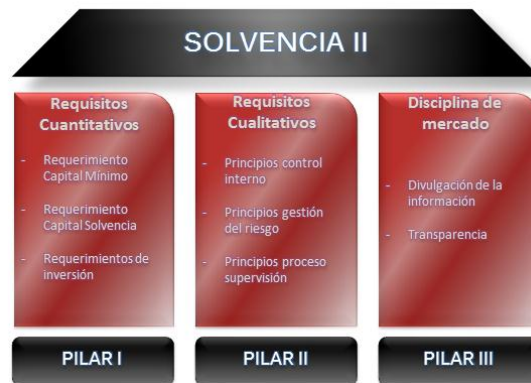 SOLVENCIA II
Requisitos
Cuantitativos
- Requerimiento
Capital Mínimo
- Requerimiento
Capital Solvencia
- Requerimientos de
inversión
PILAR I
Requisitos
Cualitativos
- Principios control
interno
- Principios gestión
del riesgo
- Principios proceso
supervisión
PILAR II
Disciplina de
mercado
- Divulgación de la
información
- Transparencia
PILAR III